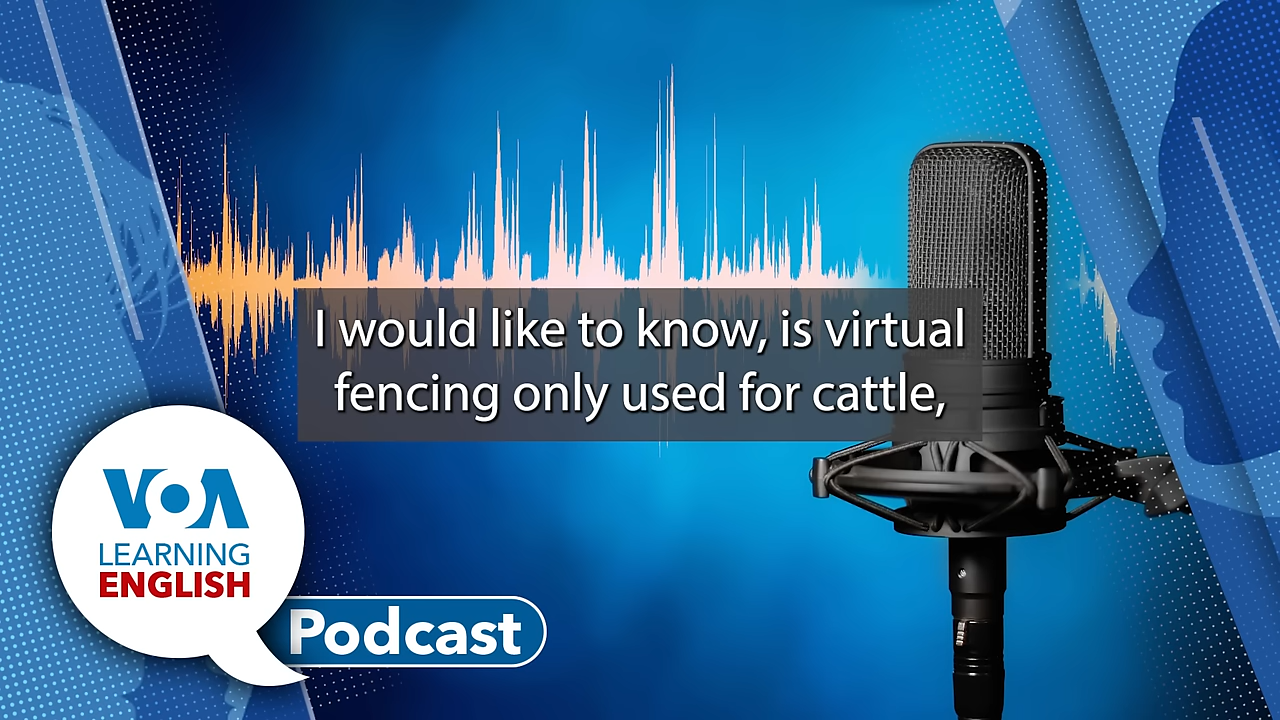 I would like to know, is virtual
fencing only used for cattle,
VOA
LEARNING
ENGLISH
Podcast